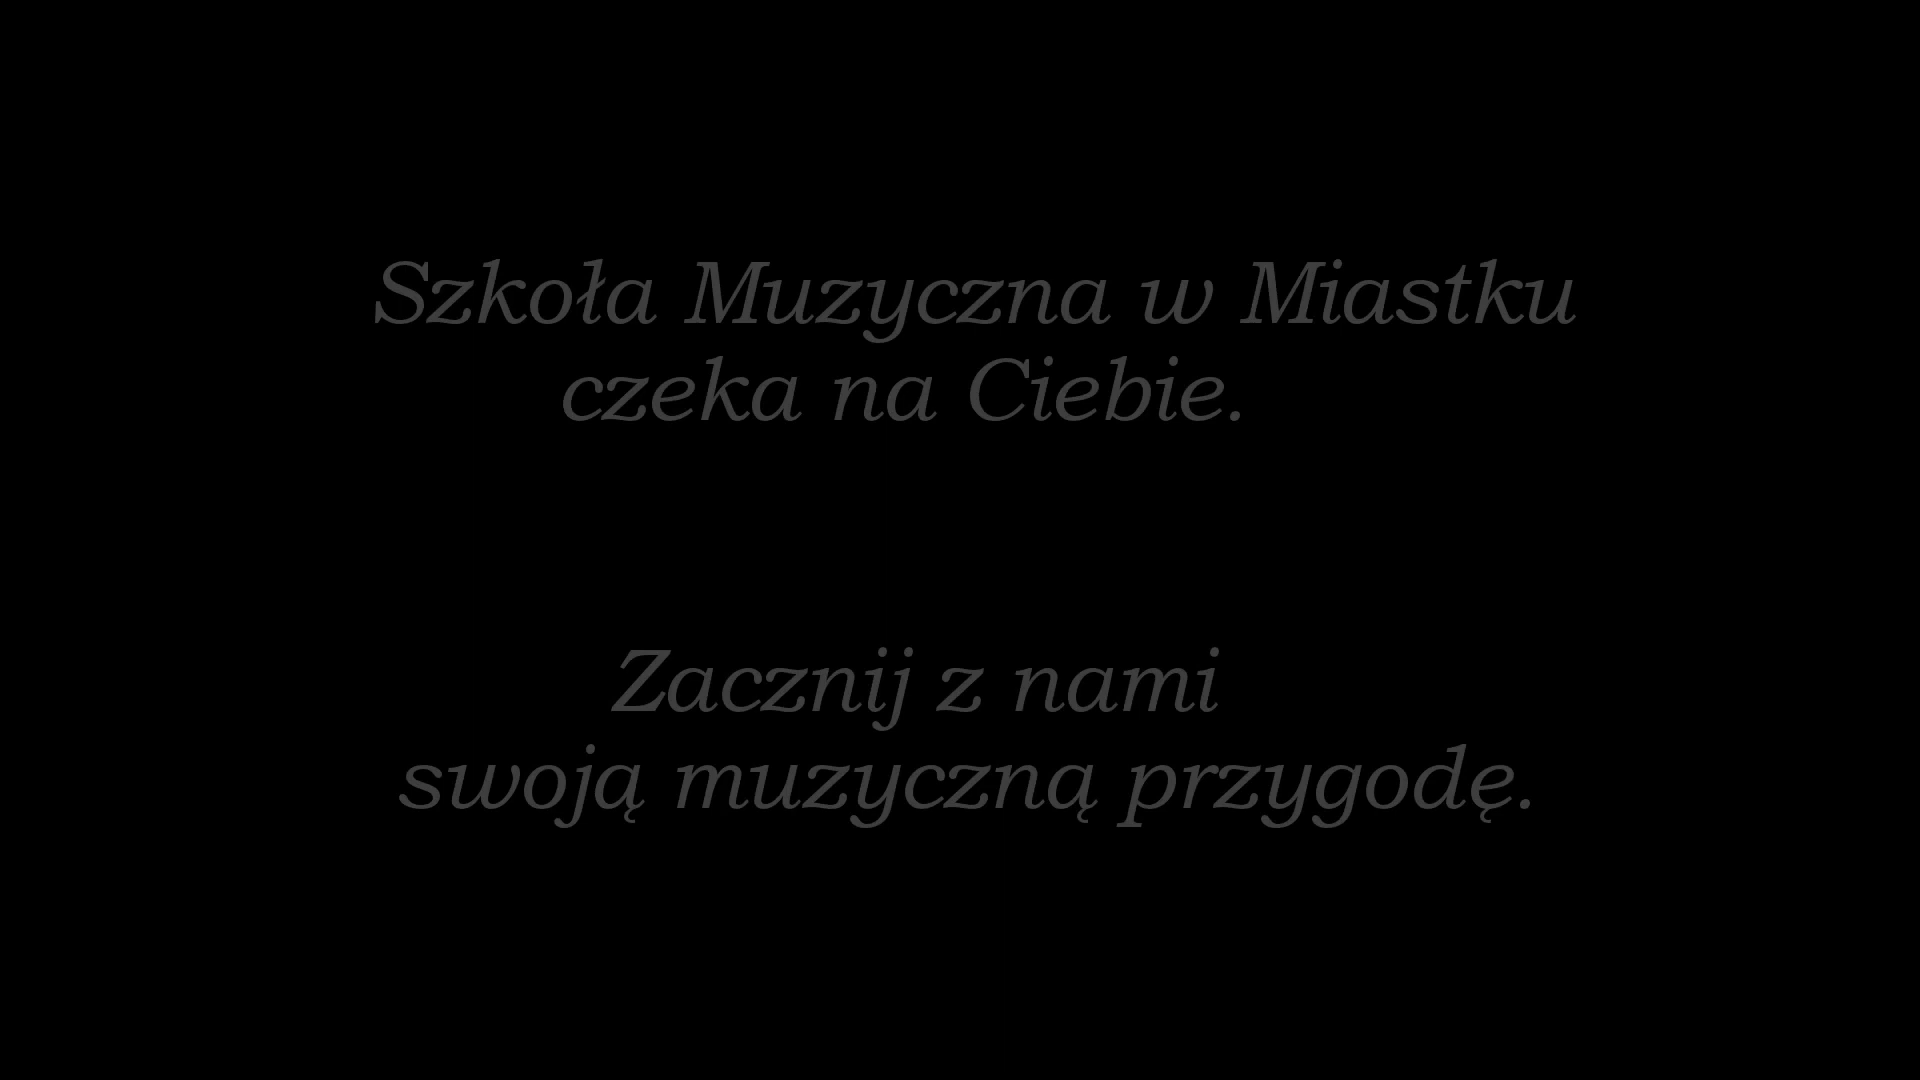 Szkoła Muzyczna w Miastku
czeka na Ciebie.
Zacznij z nami
swoją muzyczną przygodę.